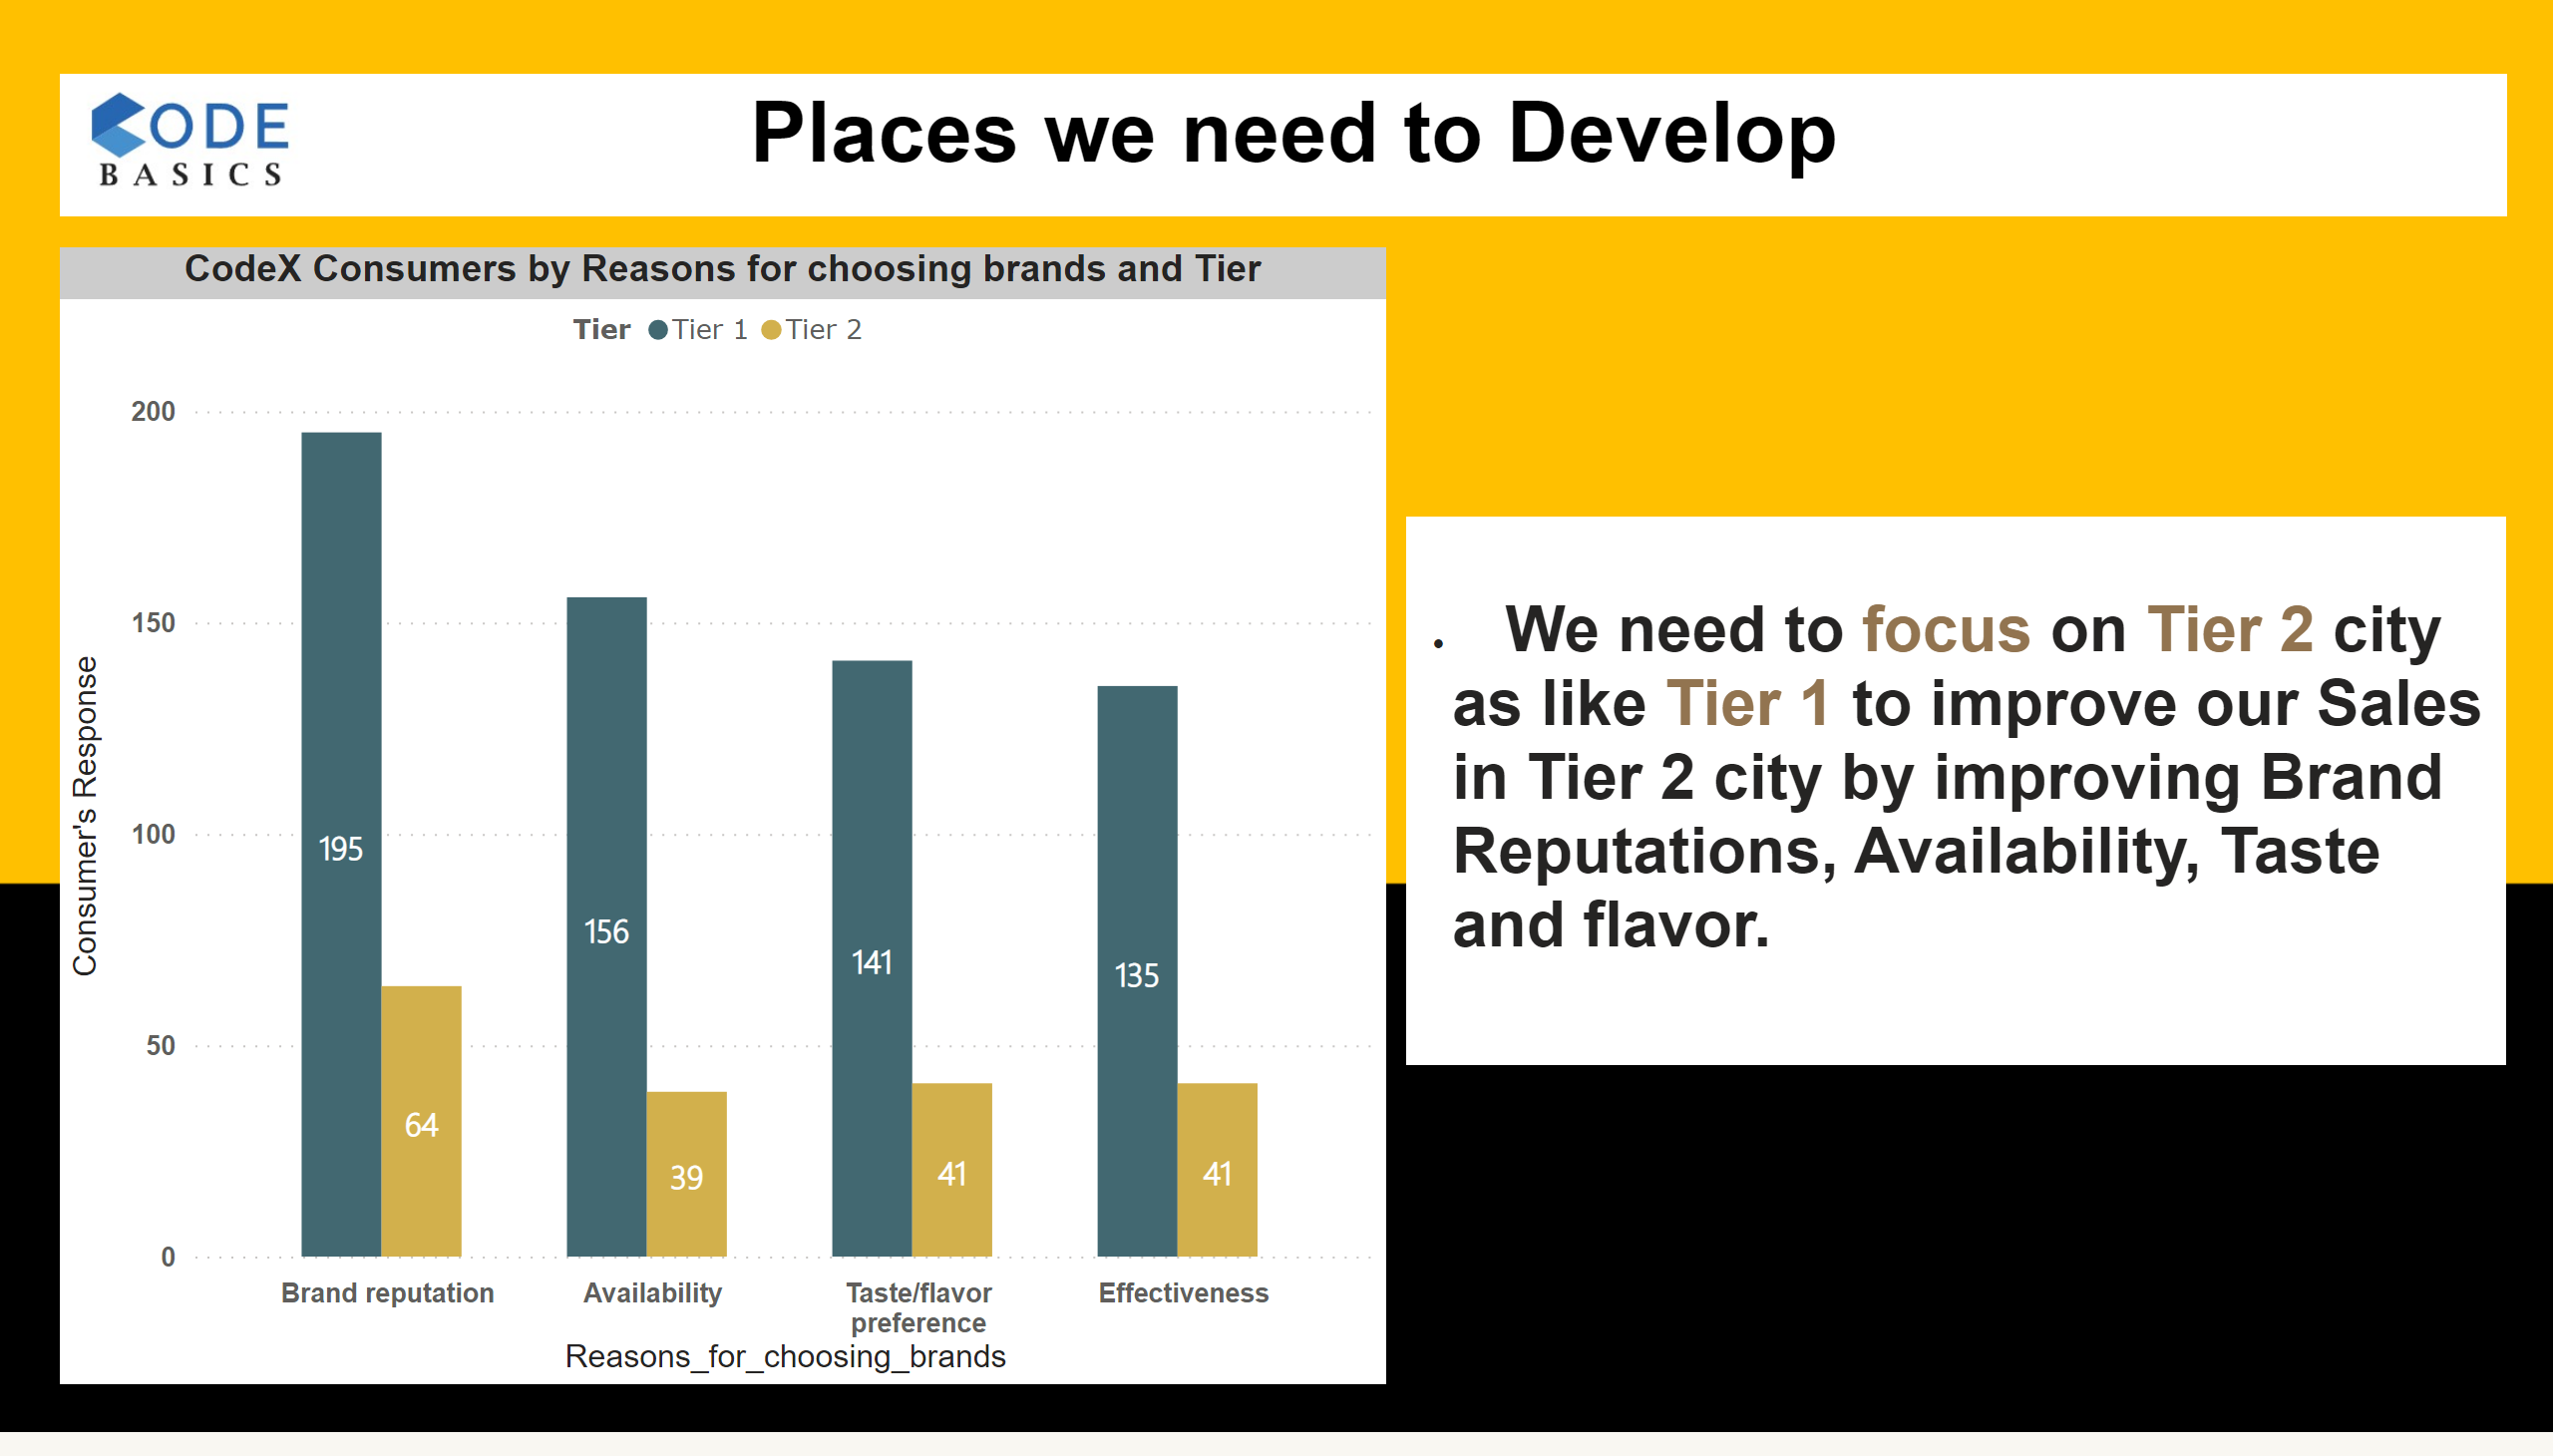 CODE
BASICS
Places we need to Develop
CodeX Consumers by Reasons for choosing brands and Tier
Tier Tier 1 Tier 2
Consumer's Response
200
150
100
50
0
195
64
156
39
141
41
135
41
Brand reputation
Availability
Taste/flavor
preference
Effectiveness
Reasons_for_choosing_brands
• We need to focus on Tier 2 city
as like Tier 1 to improve our Sales
in Tier 2 city by improving Brand
Reputations, Availability, Taste
and flavor.